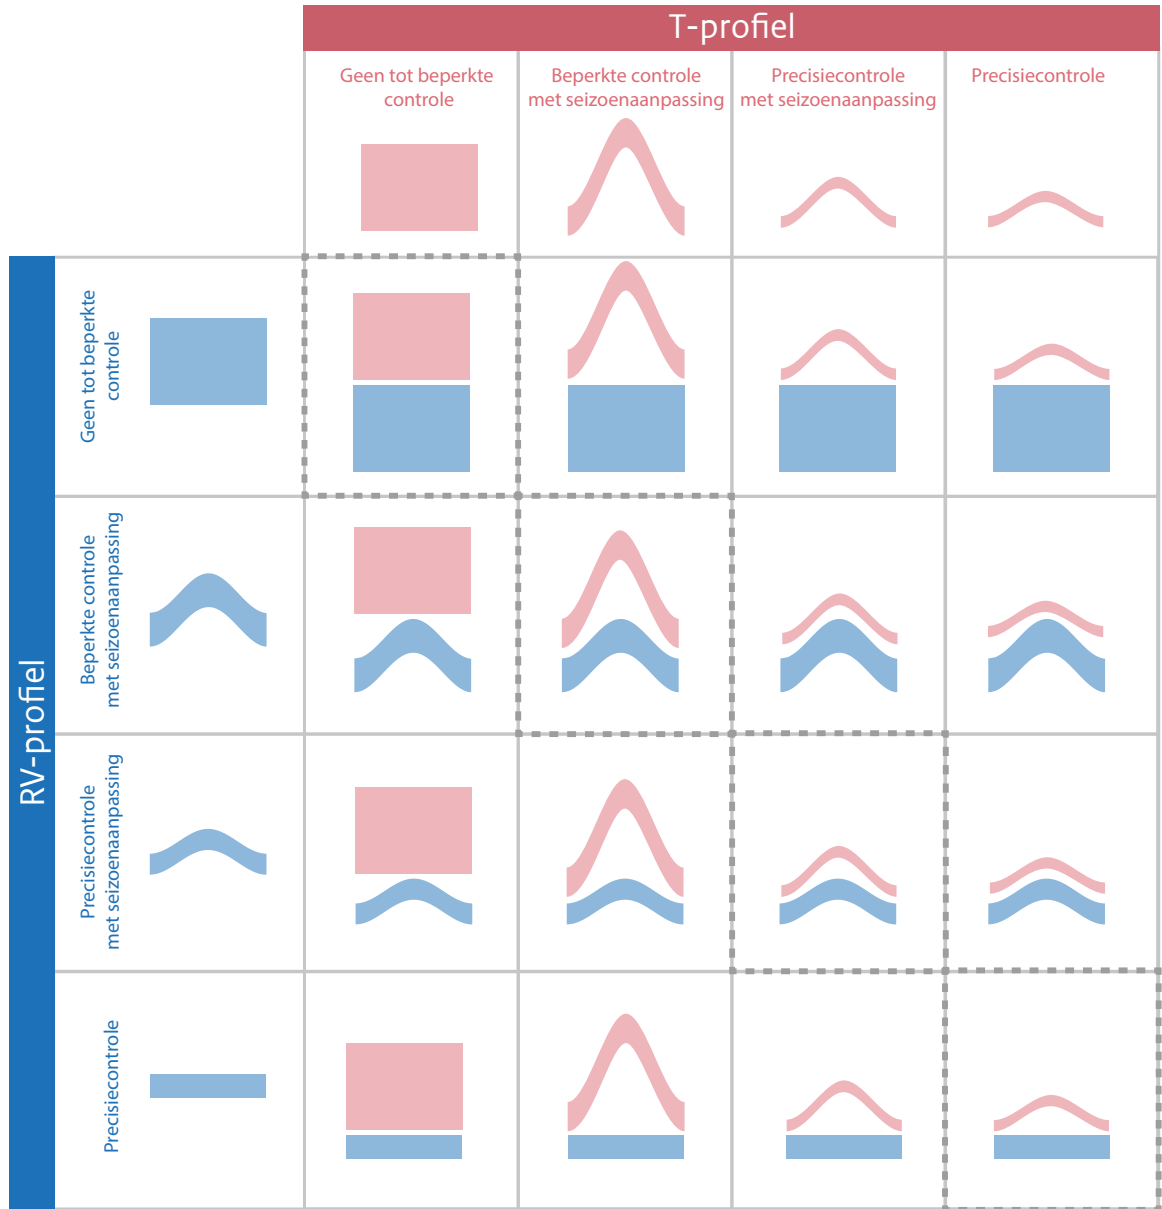 T-profiel
Geen tot beperkte
controle
Beperkte controle
met seizoenaanpassing
Precisiecontrole
met seizoenaanpassing
Precisiecontrole
RV-profiel
Geen tot beperkte
controle
Beperkte controle
met seizoenaanpassing
Precisiecontrole
met seizoenaanpassing
Precisiecontrole